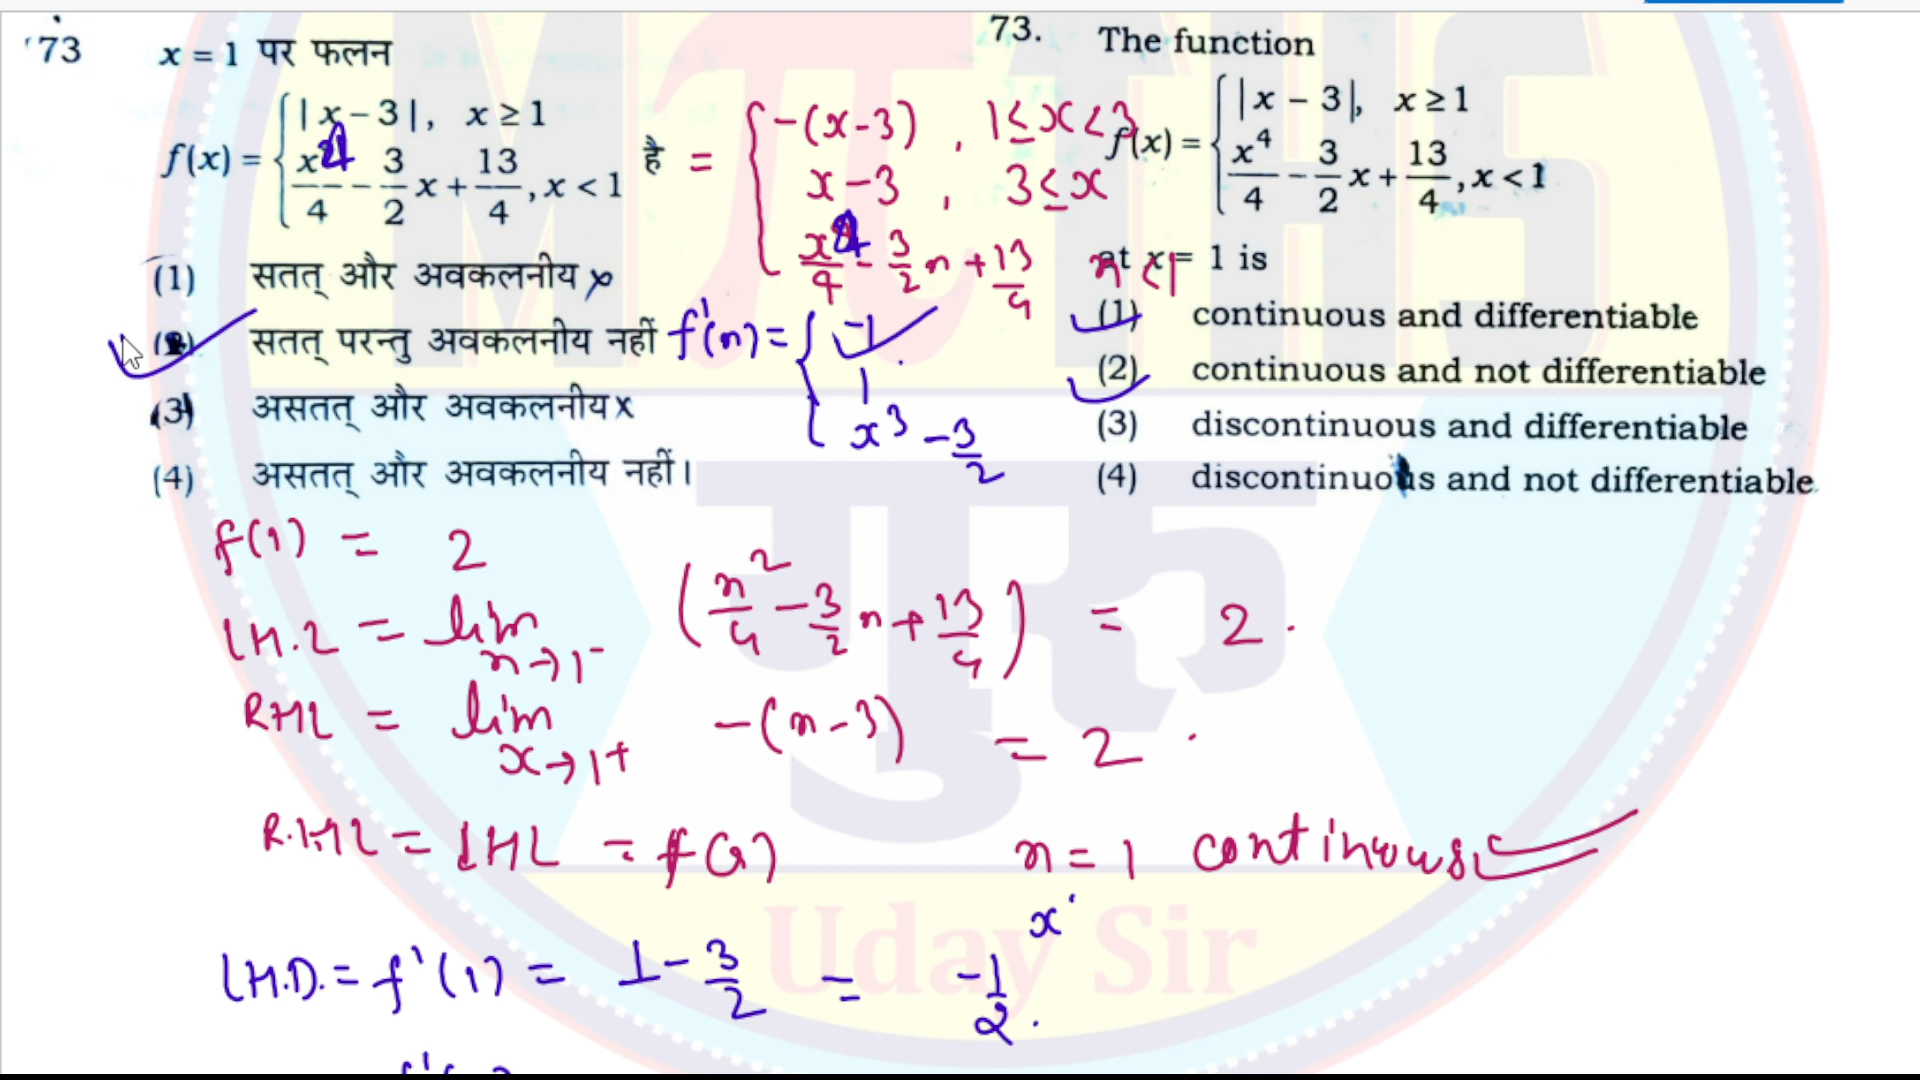 73
x = 1 पर फलन
f(x) = { |x - 3|, x ≥ 1
x⁴/4 - 3/2 x + 13/4, x < 1 है
= { -(x-3), 1 ≤ x < 3
x-3, 3 ≤ x
x⁴/4 - 3/2 x + 13/4 x < 1
(1) सतत् और अवकलनीय ×
(2) सतत् परन्तु अवकलनीय नहीं
(3) असतत् और अवकलनीय x
(4) असतत् और अवकलनीय नहीं।
f'(x) = { -1
1
x³ - 3/2
73. The function
f(x) = { |x - 3|, x ≥ 1
x⁴/4 - 3/2 x + 13/4, x < 1
at x = 1 is
(1) continuous and differentiable
(2) continuous and not differentiable
(3) discontinuous and differentiable
(4) discontinuous and not differentiable
f(1) = 2
LH.L = lim x→1⁻ (x²/4 - 3/2 x + 13/4) = 2.
RHL = lim x→1+ -(x-3) = 2.
R.HL = LHL = f(a) x = 1 continuous
x
L.H.D. = f'(1) = 1 - 3/2 = -1/2.
MπTHS
गुरु
Uday Sir